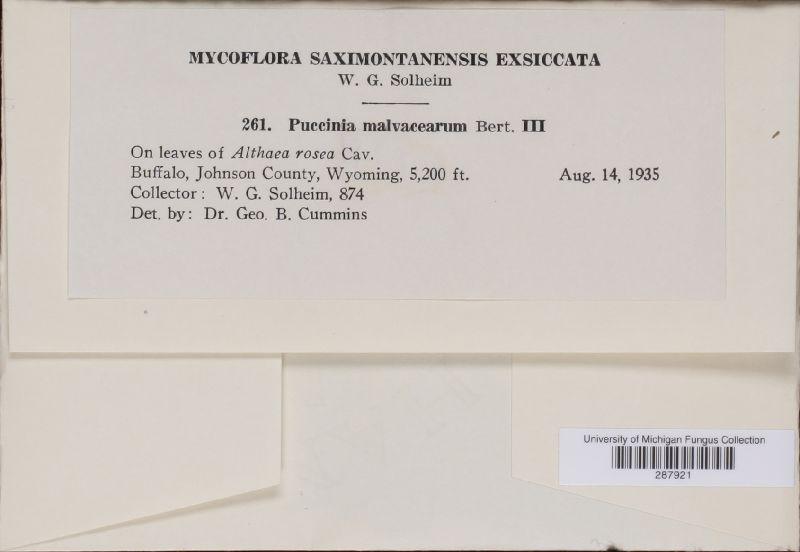 MYCOFLORA SAXIMONTANENSIS EXSICCATA
W. G. Solheim
261. Puccinia malvacearum Bert. III
On leaves of Althaea rosea Cav.
Buffalo, Johnson County, Wyoming, 5,200 ft. Aug. 14, 1935
Collector: W. G. Solheim, 874
Det. by: Dr. Geo. B. Cummins
University of Michigan Fungus Collection
287921